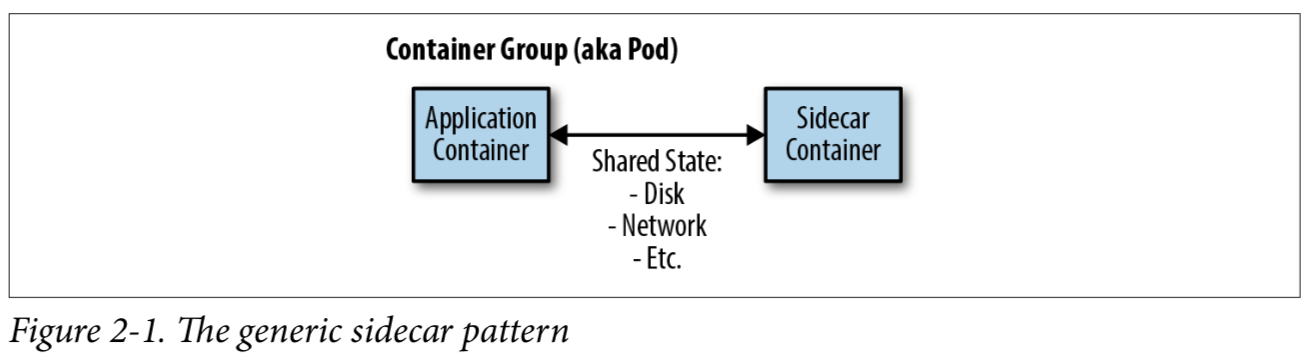 Container Group (aka Pod)
Application
Container
Sidecar
Container
Shared State:
- Disk
- Network
- Etc.
Figure 2-1. The generic sidecar pattern